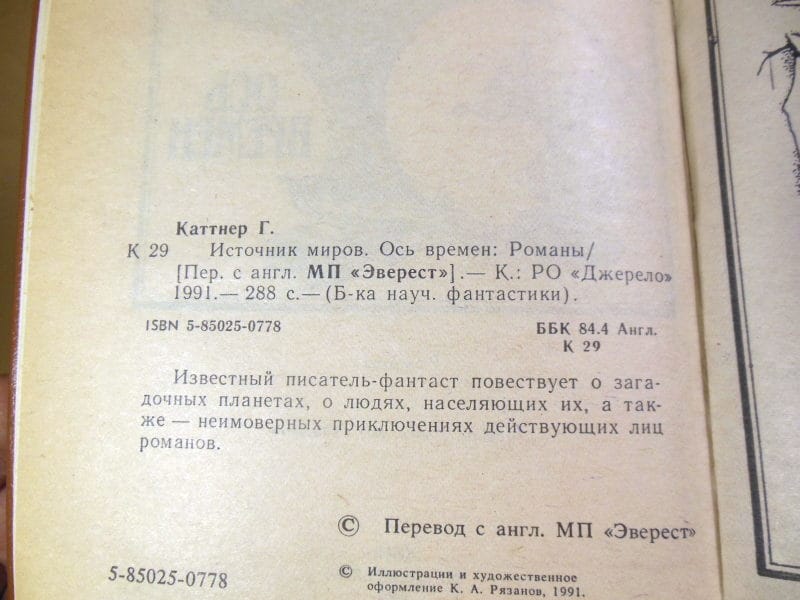 Каттнер Г.
К 29 Источник миров. Ось времен: Романы/
[Пер. с англ. МП «Эверест»].— К.: РО «Джерело»
1991.— 288 с.— (Б-ка науч. фантастики).
ISBN 5-85025-0778 ББК 84.4 Англ.
К 29
Известный писатель-фантаст повествует о зага-
дочных планетах, о людях, населяющих их, а так-
же — неимоверных приключениях действующих лиц
романов.
© Перевод с англ. МП «Эверест»
5-85025-0778
© Иллюстрации и художественное
оформление К. А. Рязанов, 1991.